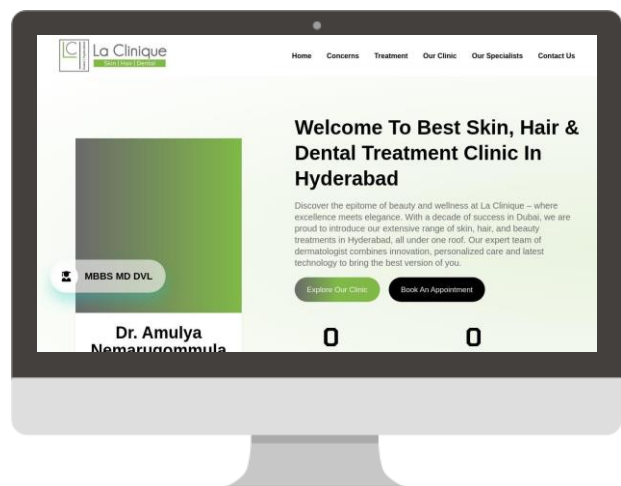 La Clinique
Skin | Hair | Dental
Home Concerns Treatment Our Clinic Our Specialists Contact Us
Welcome To Best Skin, Hair &
Dental Treatment Clinic In
Hyderabad
Discover the epitome of beauty and wellness at La Clinique – where
excellence meets elegance. With a decade of success in Dubai, we are
proud to introduce our extensive range of skin, hair, and beauty
treatments in Hyderabad, all under one roof. Our expert team of
dermatologist combines innovation, personalized care and latest
technology to bring the best version of you.
Explore Our Clinic Book An Appointment
MBBS MD DVL
Dr. Amulya
Nemarugommula
0 0